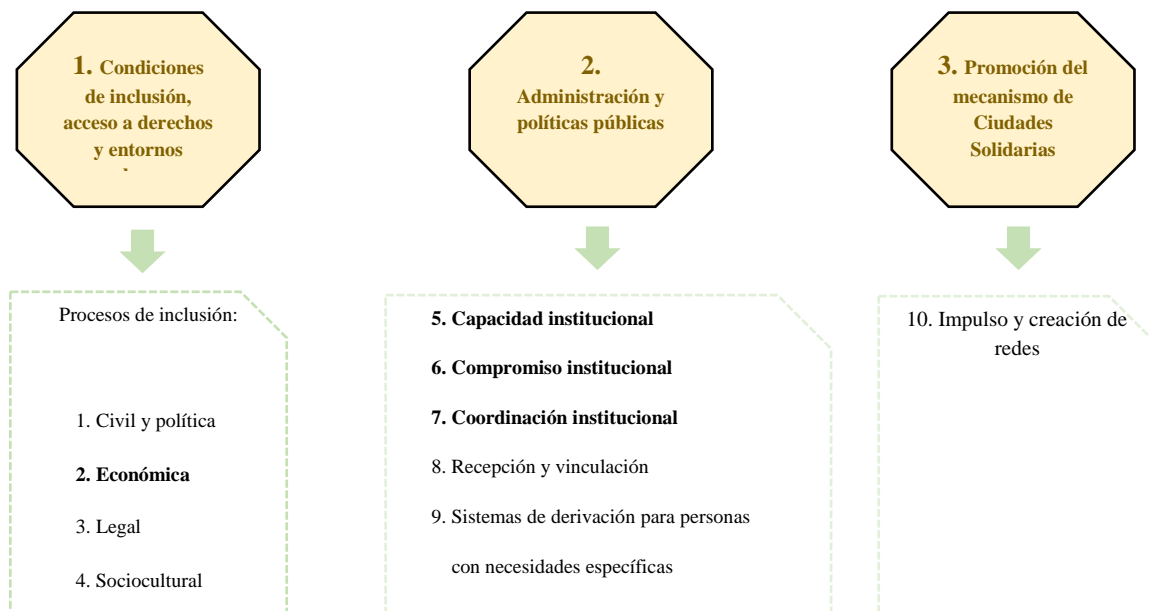 1. Condiciones
de inclusión,
acceso a derechos
y entornos
Procesos de inclusión:
1. Civil y política
2. Económica
3. Legal
4. Sociocultural
2.
Administración y
políticas públicas
5. Capacidad institucional
6. Compromiso institucional
7. Coordinación institucional
8. Recepción y vinculación
9. Sistemas de derivación para personas
con necesidades específicas
3. Promoción del
mecanismo de
Ciudades
Solidarias
10. Impulso y creación de
redes